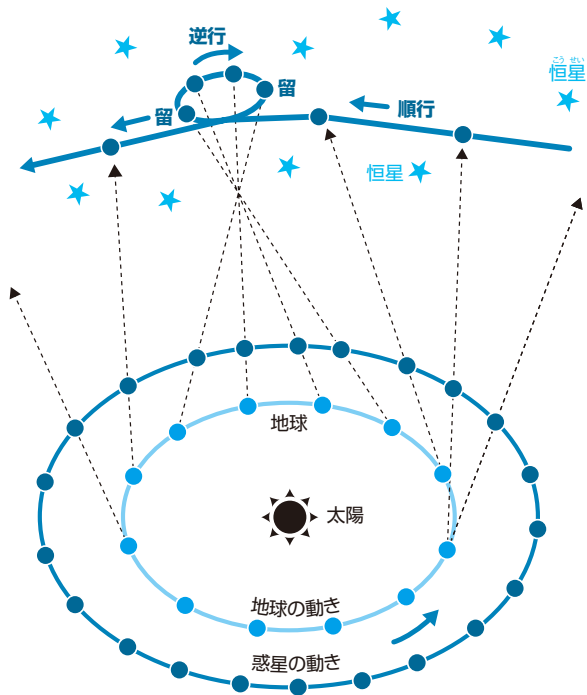 逆行
こう せい
恒星
留
留
順行
恒星
地球
太陽
地球の動き
惑星の動き